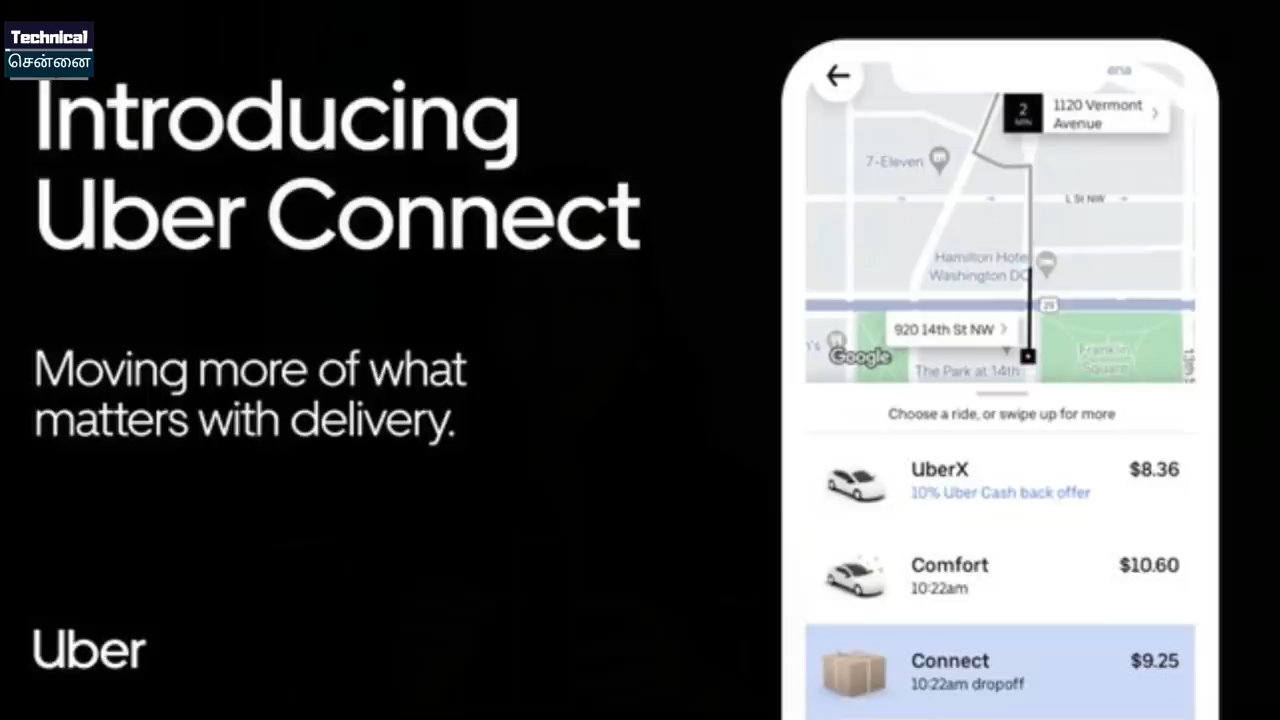 Technical
சென்னை
Introducing
Uber Connect
Moving more of what
matters with delivery.
Uber
ena
2
MIN
1120 Vermont
Avenue
7-Eleven
L St NW
Hamilton Hote
Washington DC
29
920 14th St NW
's
Google
The Park at 14th
Franklin
Square
13th S
Choose a ride, or swipe up for more
UberX
$8.36
10% Uber Cash back offer
Comfort
$10.60
10:22am
Connect
$9.25
10:22am dropoff